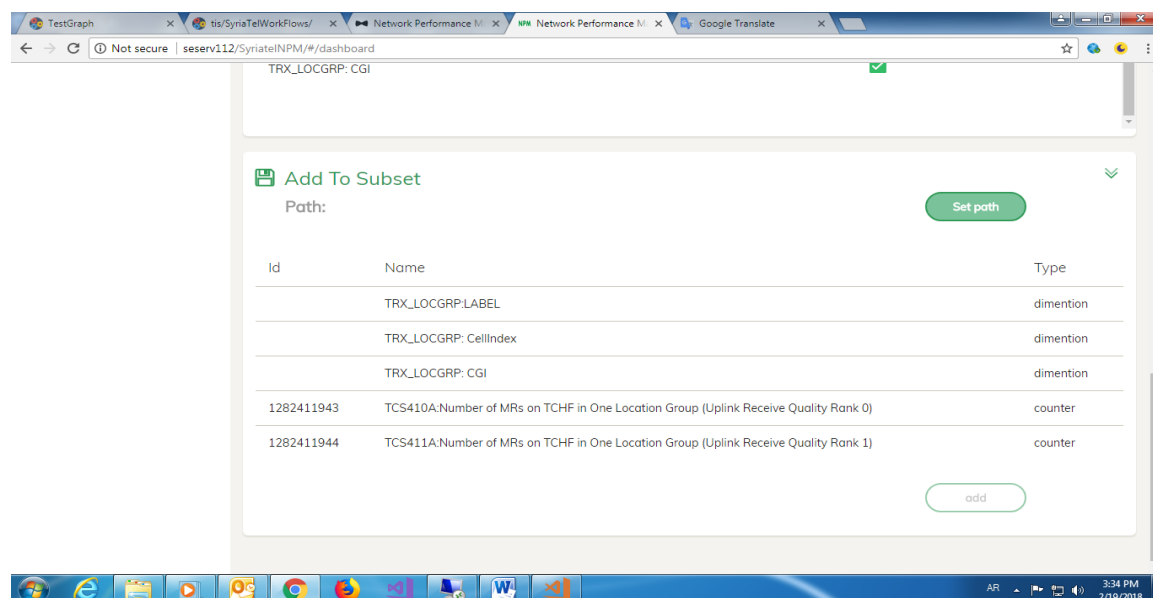 TestGraph
tis/SyriaTelWorkFlows/
Network Performance M
NPM Network Performance M
Google Translate
Not secure | seserv112/SyriatelNPM/#/dashboard
TRX_LOCGRP: CGI
Add To Subset
Path:
Set path
Id Name Type
TRX_LOCGRP:LABEL dimention
TRX_LOCGRP: CellIndex dimention
TRX_LOCGRP: CGI dimention
1282411943 TCS410A:Number of MRs on TCHF in One Location Group (Uplink Receive Quality Rank 0) counter
1282411944 TCS411A:Number of MRs on TCHF in One Location Group (Uplink Receive Quality Rank 1) counter
add
AR
3:34 PM
2/19/2018